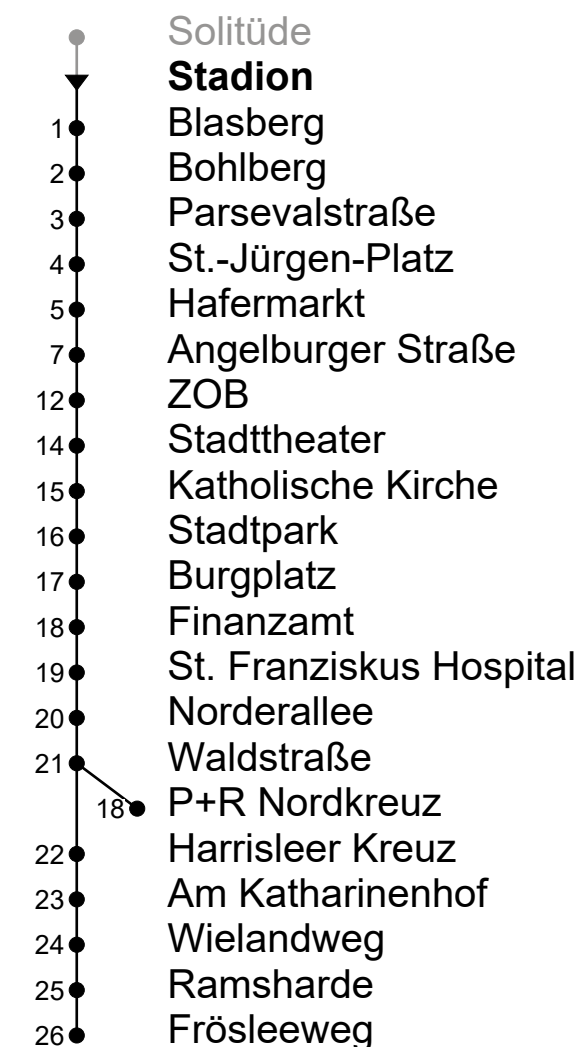 Solitüde
Stadion
1 Blasberg
2 Bohlberg
3 Parsevalstraße
4 St.-Jürgen-Platz
5 Hafermarkt
7 Angelburger Straße
12 ZOB
14 Stadttheater
15 Katholische Kirche
16 Stadtpark
17 Burgplatz
18 Finanzamt
19 St. Franziskus Hospital
20 Norderallee
21 Waldstraße
18 P+R Nordkreuz
22 Harrisleer Kreuz
23 Am Katharinenhof
24 Wielandweg
25 Ramsharde
26 Frösleeweg